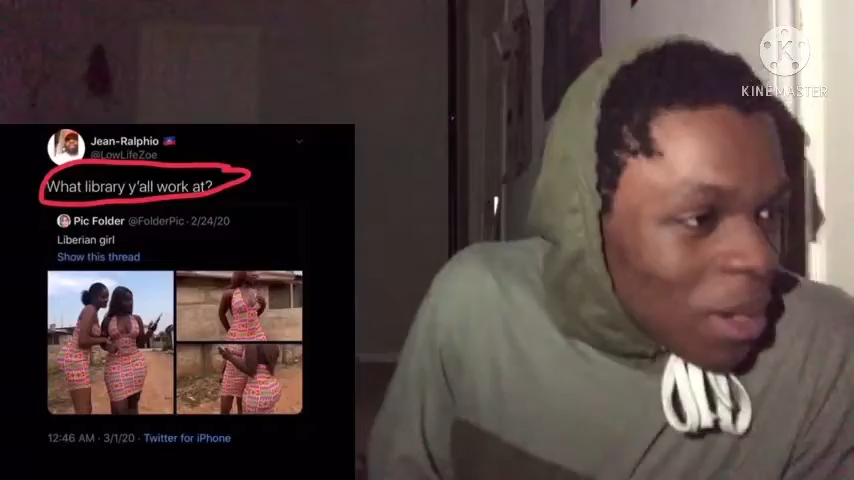 KINEMASTER
Jean-Ralphio
@LowLifeZoe
What library y'all work at?
Pic Folder @FolderPic · 2/24/20
Liberian girl
Show this thread
12:46 AM · 3/1/20 · Twitter for iPhone